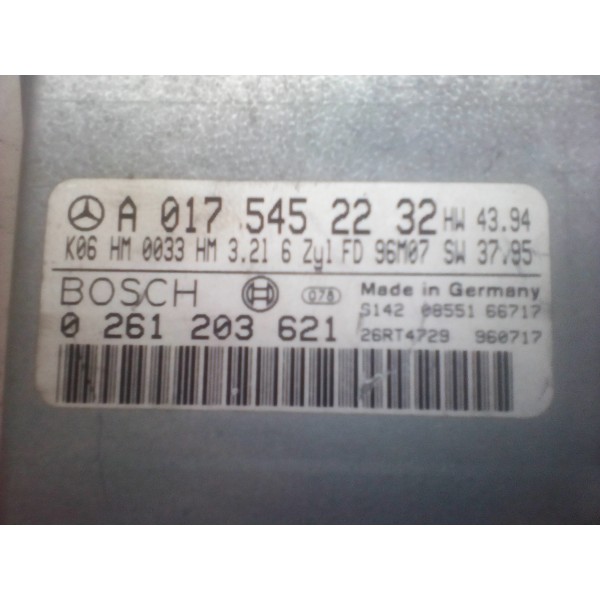 A 017 545 22 32 HW 43.94
K06 HM 0033 HM 3.2l 6 Zyl FD 96M07 SW 37.95
BOSCH 078 Made in Germany
S142 08551 66717
0 261 203 621 26RT4729 960717